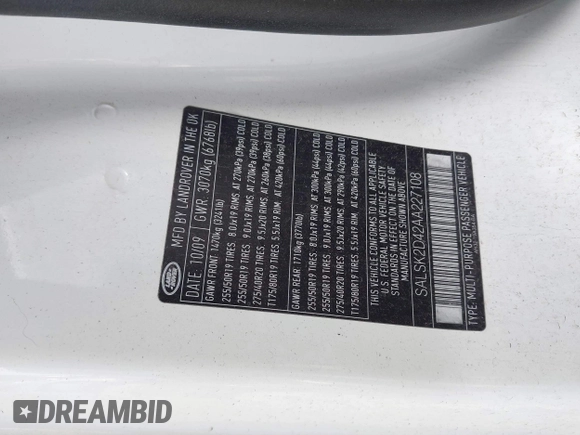 LAND ROVER
MFD BY LANDROVER IN THE UK
DATE: 10/09 GWR. 3070kg (6768lb)
GAWR FRONT 1470kg (3241lb)
255/50R19 TIRES : 8.0Jx19 RIMS, AT 270kPa (39psi) COLD
255/50R19 TIRES : 9.0Jx19 RIMS, AT 270kPa (39psi) COLD
275/40R20 TIRES : 9.5Jx20 RIMS, AT 260kPa (38psi) COLD
T175/80R19 TIRES : 5.5Jx19 RIM, AT 420kPa (60psi) COLD
GAWR REAR 1710kg (3770lb)
255/50R19 TIRES : 8.0Jx19 RIMS, AT 300kPa (44psi) COLD
255/50R19 TIRES : 9.0Jx19 RIMS, AT 300kPa (44psi) COLD
275/40R20 TIRES : 9.5Jx20 RIMS, AT 290kPa (42psi) COLD
T175/80R19 TIRES : 5.5Jx19 RIM, AT 420kPa (60psi) COLD
THIS VEHICLE CONFORMS TO ALL APPLICABLE
U.S. FEDERAL MOTOR VEHICLE SAFETY
STANDARDS IN EFFECT ON THE DATE OF
MANUFACTURE SHOWN ABOVE.
SALSK2D42AA227108
TYPE: MULTI-PURPOSE PASSENGER VEHICLE
DREAMBID